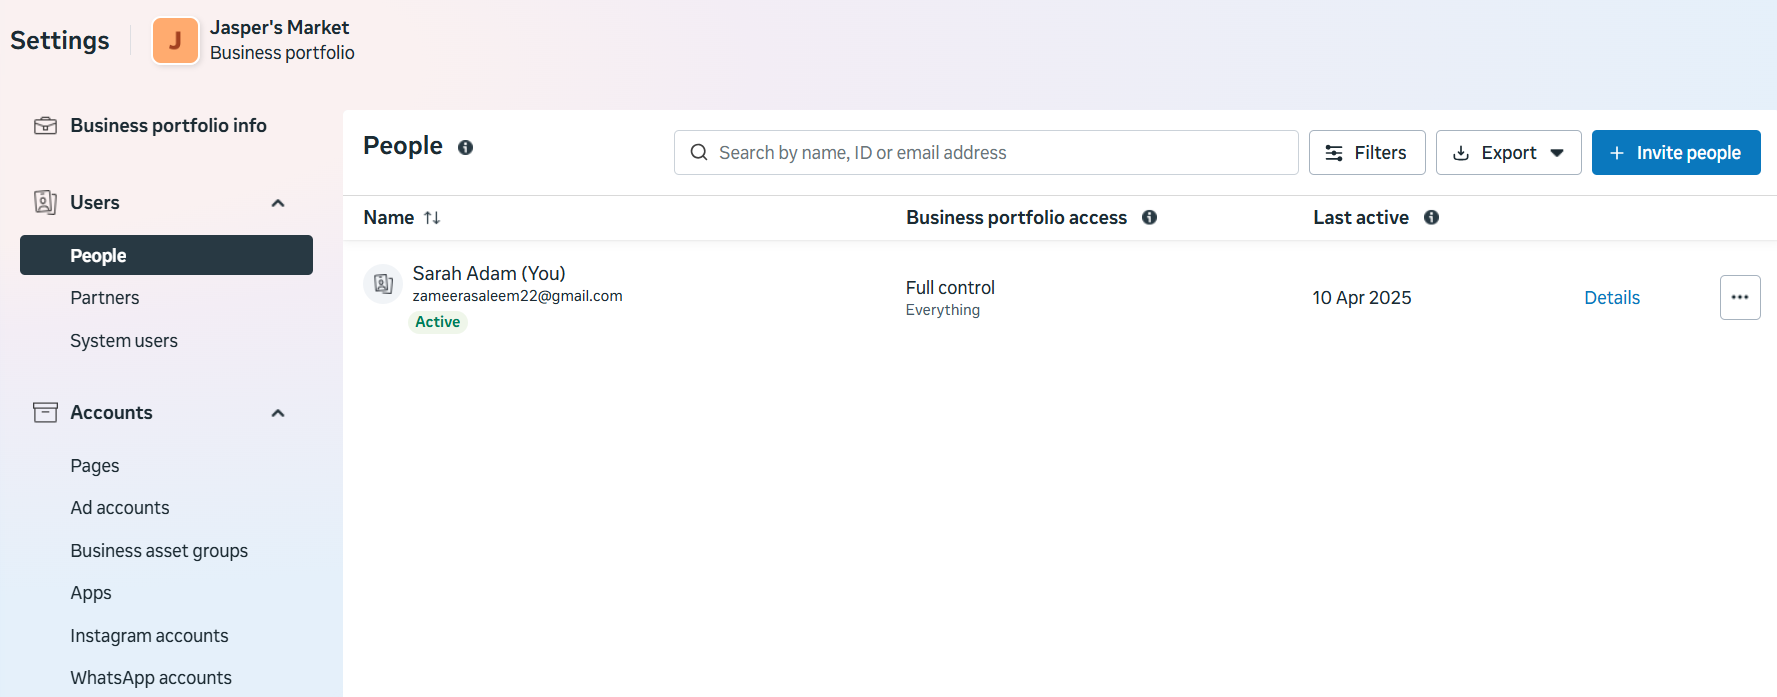 Settings
J
Jasper's Market
Business portfolio
Business portfolio info
Users
People
Partners
System users
Accounts
Pages
Ad accounts
Business asset groups
Apps
Instagram accounts
WhatsApp accounts
People
Search by name, ID or email address
Filters
Export
+ Invite people
Name ↑↓ Business portfolio access Last active
Sarah Adam (You)
zameerasaleem22@gmail.com
Active
Full control
Everything
10 Apr 2025
Details